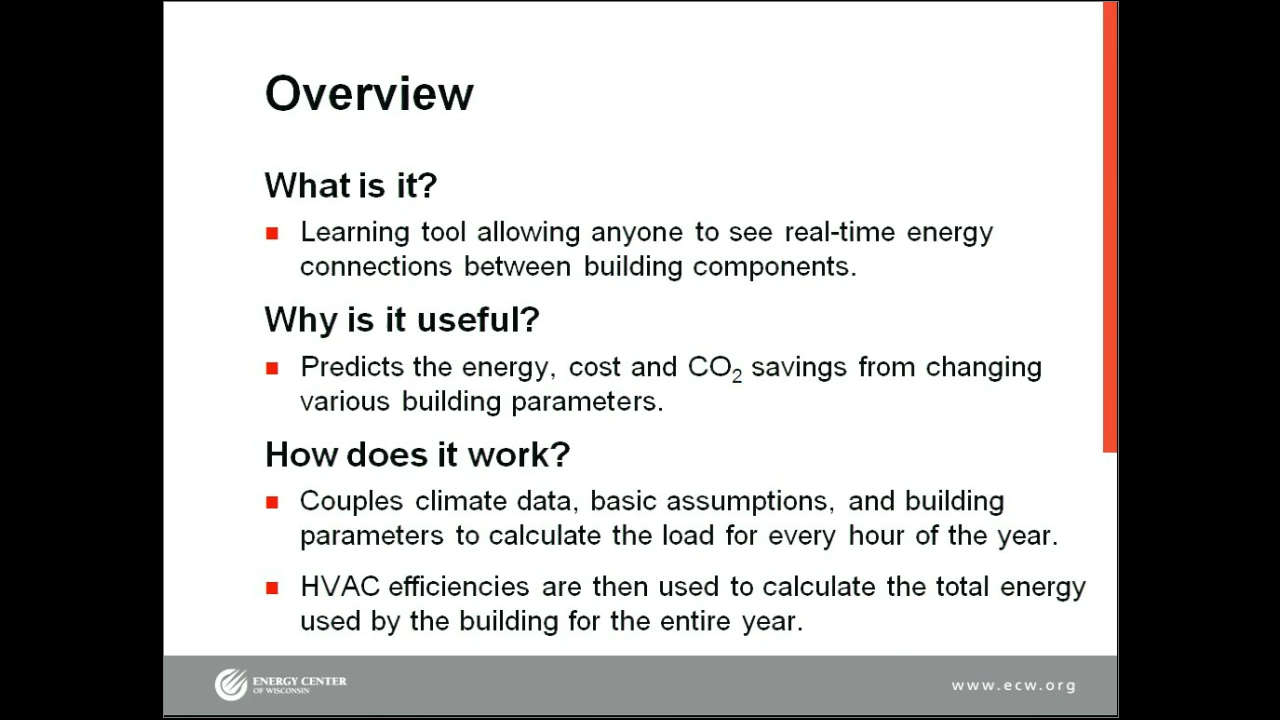 Overview
What is it?
Learning tool allowing anyone to see real-time energy
connections between building components.
Why is it useful?
Predicts the energy, cost and CO₂ savings from changing
various building parameters.
How does it work?
Couples climate data, basic assumptions, and building
parameters to calculate the load for every hour of the year.
HVAC efficiencies are then used to calculate the total energy
used by the building for the entire year.
ENERGY CENTER
OF WISCONSIN
www.ecw.org